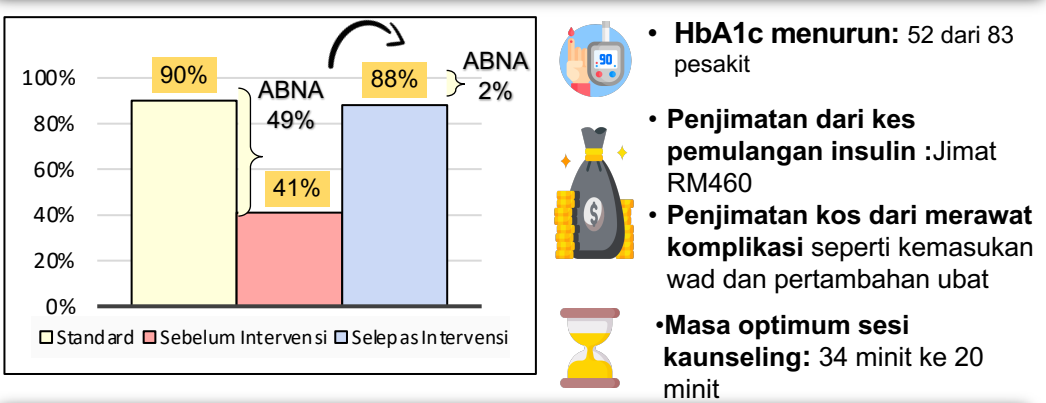 100%
80%
60%
40%
20%
0%
90%
ABNA
49%
41%
88%
ABNA
2%
Standard Sebelum Intervensi Selepas Intervensi
90
• HbA1c menurun: 52 dari 83
pesakit
• Penjimatan dari kes
pemulangan insulin :Jimat
RM460
• Penjimatan kos dari merawat
komplikasi seperti kemasukan
wad dan pertambahan ubat
•Masa optimum sesi
kaunseling: 34 minit ke 20
minit